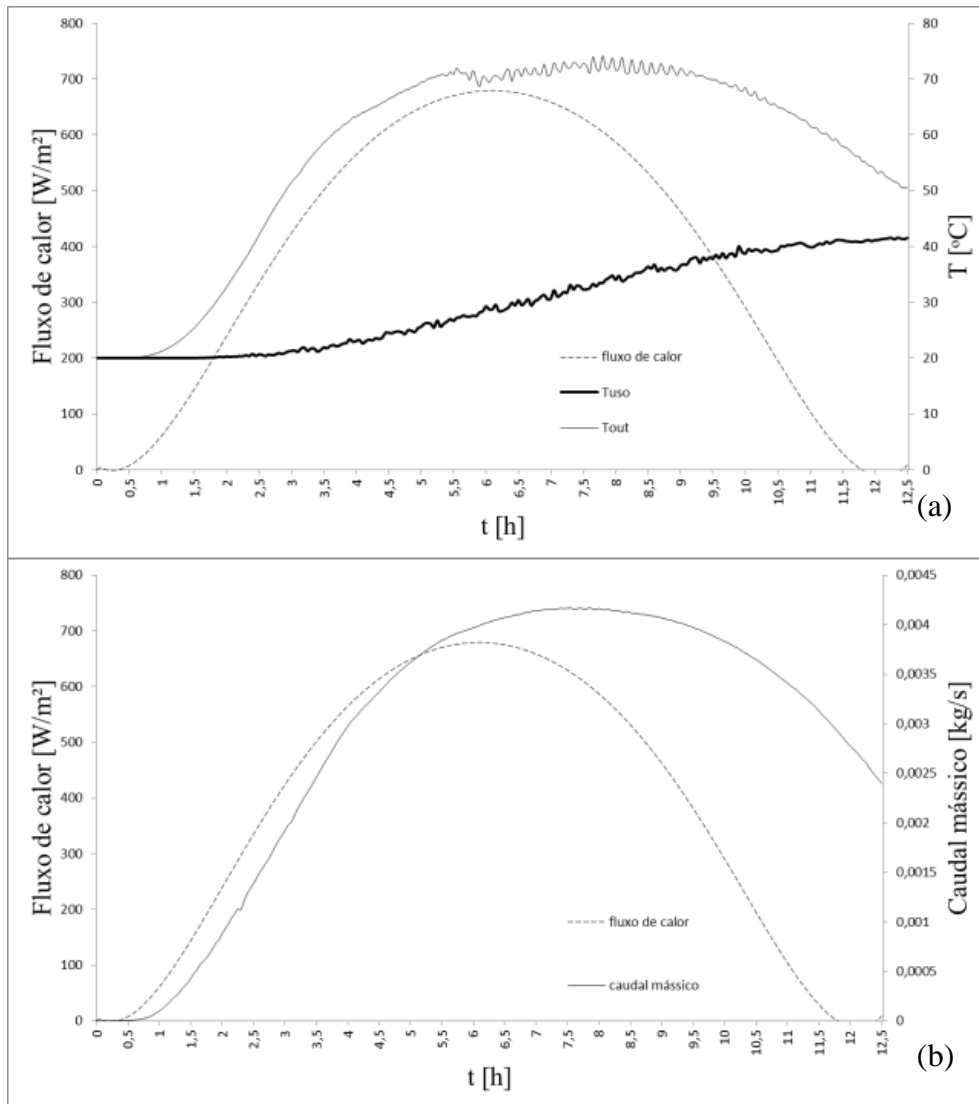 800
700
600
500
400
300
200
100
0
Fluxo de calor [W/m²]
80
70
60
50
40
30
20
10
0
T [ºC]
fluxo de calor
Tuso
Tout
0 0,5 1 1,5 2 2,5 3 3,5 4 4,5 5 5,5 6 6,5 7 7,5 8 8,5 9 9,5 10 10,5 11 11,5 12 12,5
t [h]
(a)
800
700
600
500
400
300
200
100
0
Fluxo de calor [W/m²]
0,0045
0,004
0,0035
0,003
0,0025
0,002
0,0015
0,001
0,0005
0
Caudal mássico [kg/s]
fluxo de calor
caudal mássico
0 0,5 1 1,5 2 2,5 3 3,5 4 4,5 5 5,5 6 6,5 7 7,5 8 8,5 9 9,5 10 10,5 11 11,5 12 12,5
t [h]
(b)